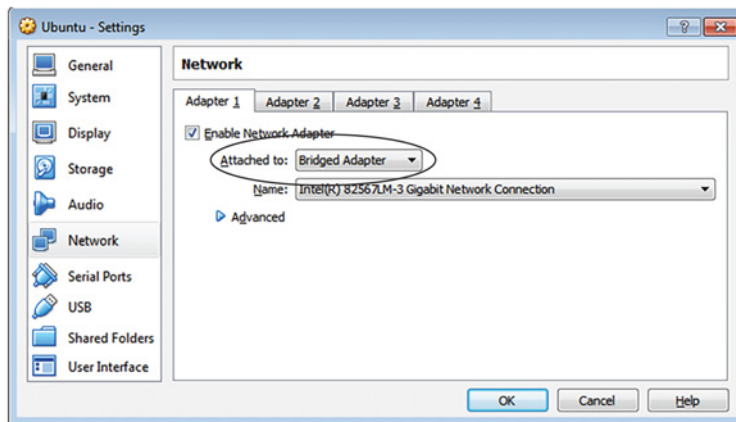 Ubuntu - Settings
General
System
Display
Storage
Audio
Network
Serial Ports
USB
Shared Folders
User Interface
Network
Adapter 1 Adapter 2 Adapter 3 Adapter 4
Enable Network Adapter
Attached to: Bridged Adapter
Name: Intel(R) 82567LM-3 Gigabit Network Connection
Advanced
OK Cancel Help